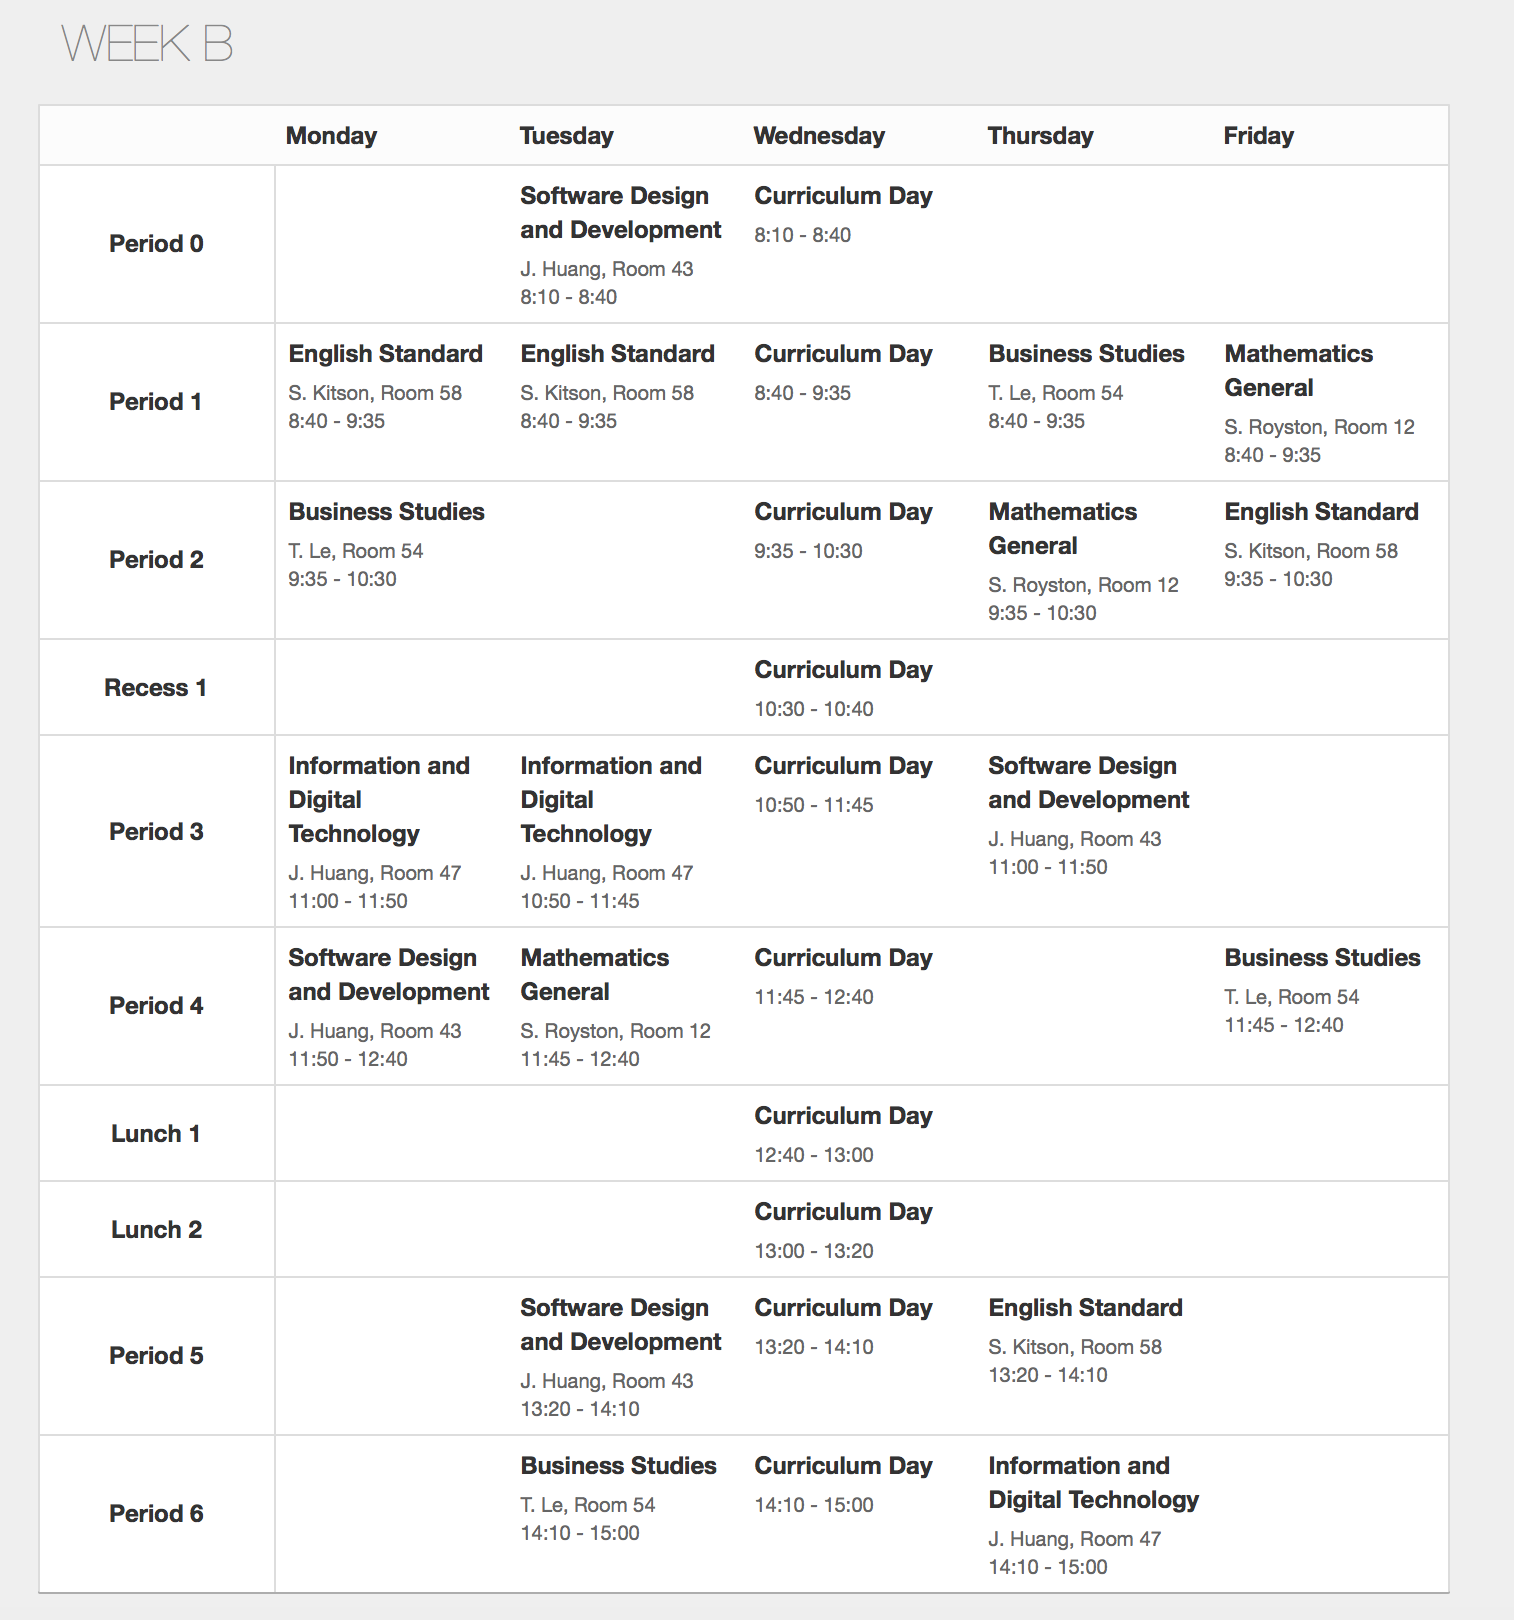 WEEK B
Monday Tuesday Wednesday Thursday Friday
Period 0
Software Design
and Development
J. Huang, Room 43
8:10 - 8:40
Curriculum Day
8:10 - 8:40
Period 1
English Standard
S. Kitson, Room 58
8:40 - 9:35
English Standard
S. Kitson, Room 58
8:40 - 9:35
Curriculum Day
8:40 - 9:35
Business Studies
T. Le, Room 54
8:40 - 9:35
Mathematics
General
S. Royston, Room 12
8:40 - 9:35
Period 2
Business Studies
T. Le, Room 54
9:35 - 10:30
Curriculum Day
9:35 - 10:30
Mathematics
General
S. Royston, Room 12
9:35 - 10:30
English Standard
S. Kitson, Room 58
9:35 - 10:30
Recess 1
Curriculum Day
10:30 - 10:40
Period 3
Information and
Digital
Technology
J. Huang, Room 47
11:00 - 11:50
Information and
Digital
Technology
J. Huang, Room 47
10:50 - 11:45
Curriculum Day
10:50 - 11:45
Software Design
and Development
J. Huang, Room 43
11:00 - 11:50
Period 4
Software Design
and Development
J. Huang, Room 43
11:50 - 12:40
Mathematics
General
S. Royston, Room 12
11:45 - 12:40
Curriculum Day
11:45 - 12:40
Business Studies
T. Le, Room 54
11:45 - 12:40
Lunch 1
Curriculum Day
12:40 - 13:00
Lunch 2
Curriculum Day
13:00 - 13:20
Period 5
Software Design
and Development
J. Huang, Room 43
13:20 - 14:10
Curriculum Day
13:20 - 14:10
English Standard
S. Kitson, Room 58
13:20 - 14:10
Period 6
Business Studies
T. Le, Room 54
14:10 - 15:00
Curriculum Day
14:10 - 15:00
Information and
Digital Technology
J. Huang, Room 47
14:10 - 15:00